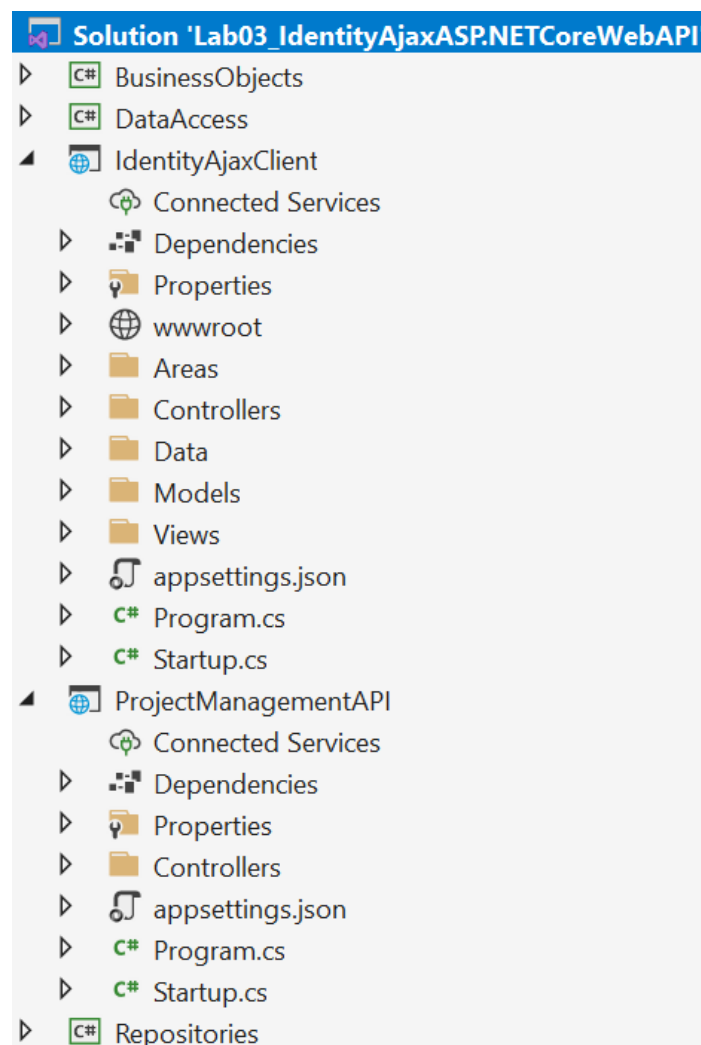 Solution 'Lab03_IdentityAjaxASP.NETCoreWebAPI
C# BusinessObjects
C# DataAccess
IdentityAjaxClient
Connected Services
Dependencies
Properties
wwwroot
Areas
Controllers
Data
Models
Views
appsettings.json
C# Program.cs
C# Startup.cs
ProjectManagementAPI
Connected Services
Dependencies
Properties
Controllers
appsettings.json
C# Program.cs
C# Startup.cs
C# Repositories